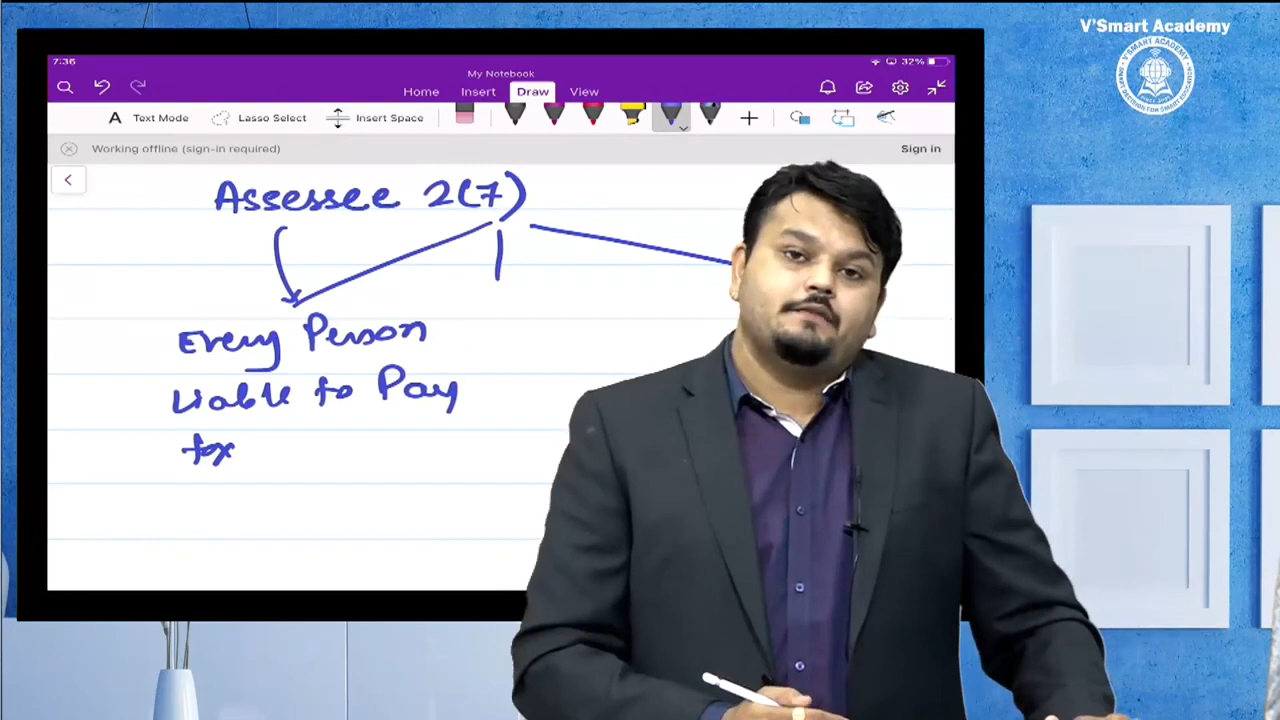 V'Smart Academy
7:36
32%
My Notebook
Home Insert Draw View
Text Mode Lasso Select Insert Space
Working offline (sign-in required) Sign in
Assessee 2(7)
Every Person
Liable to Pay
tax